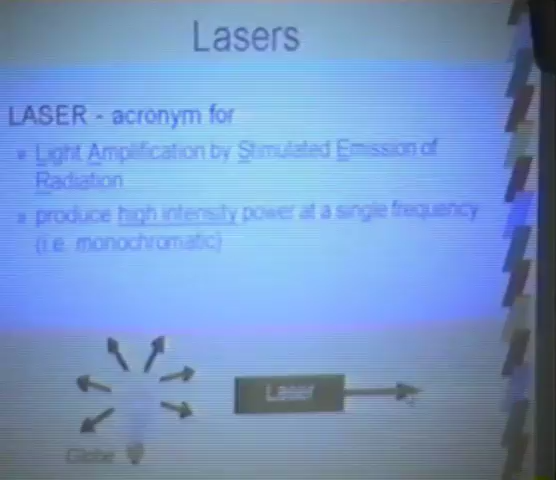 Lasers
LASER - acronym for
Light Amplification by Stimulated Emission of
Radiation
produce high intensity power at a single frequency
(i.e. monochromatic)
Laser
Globe